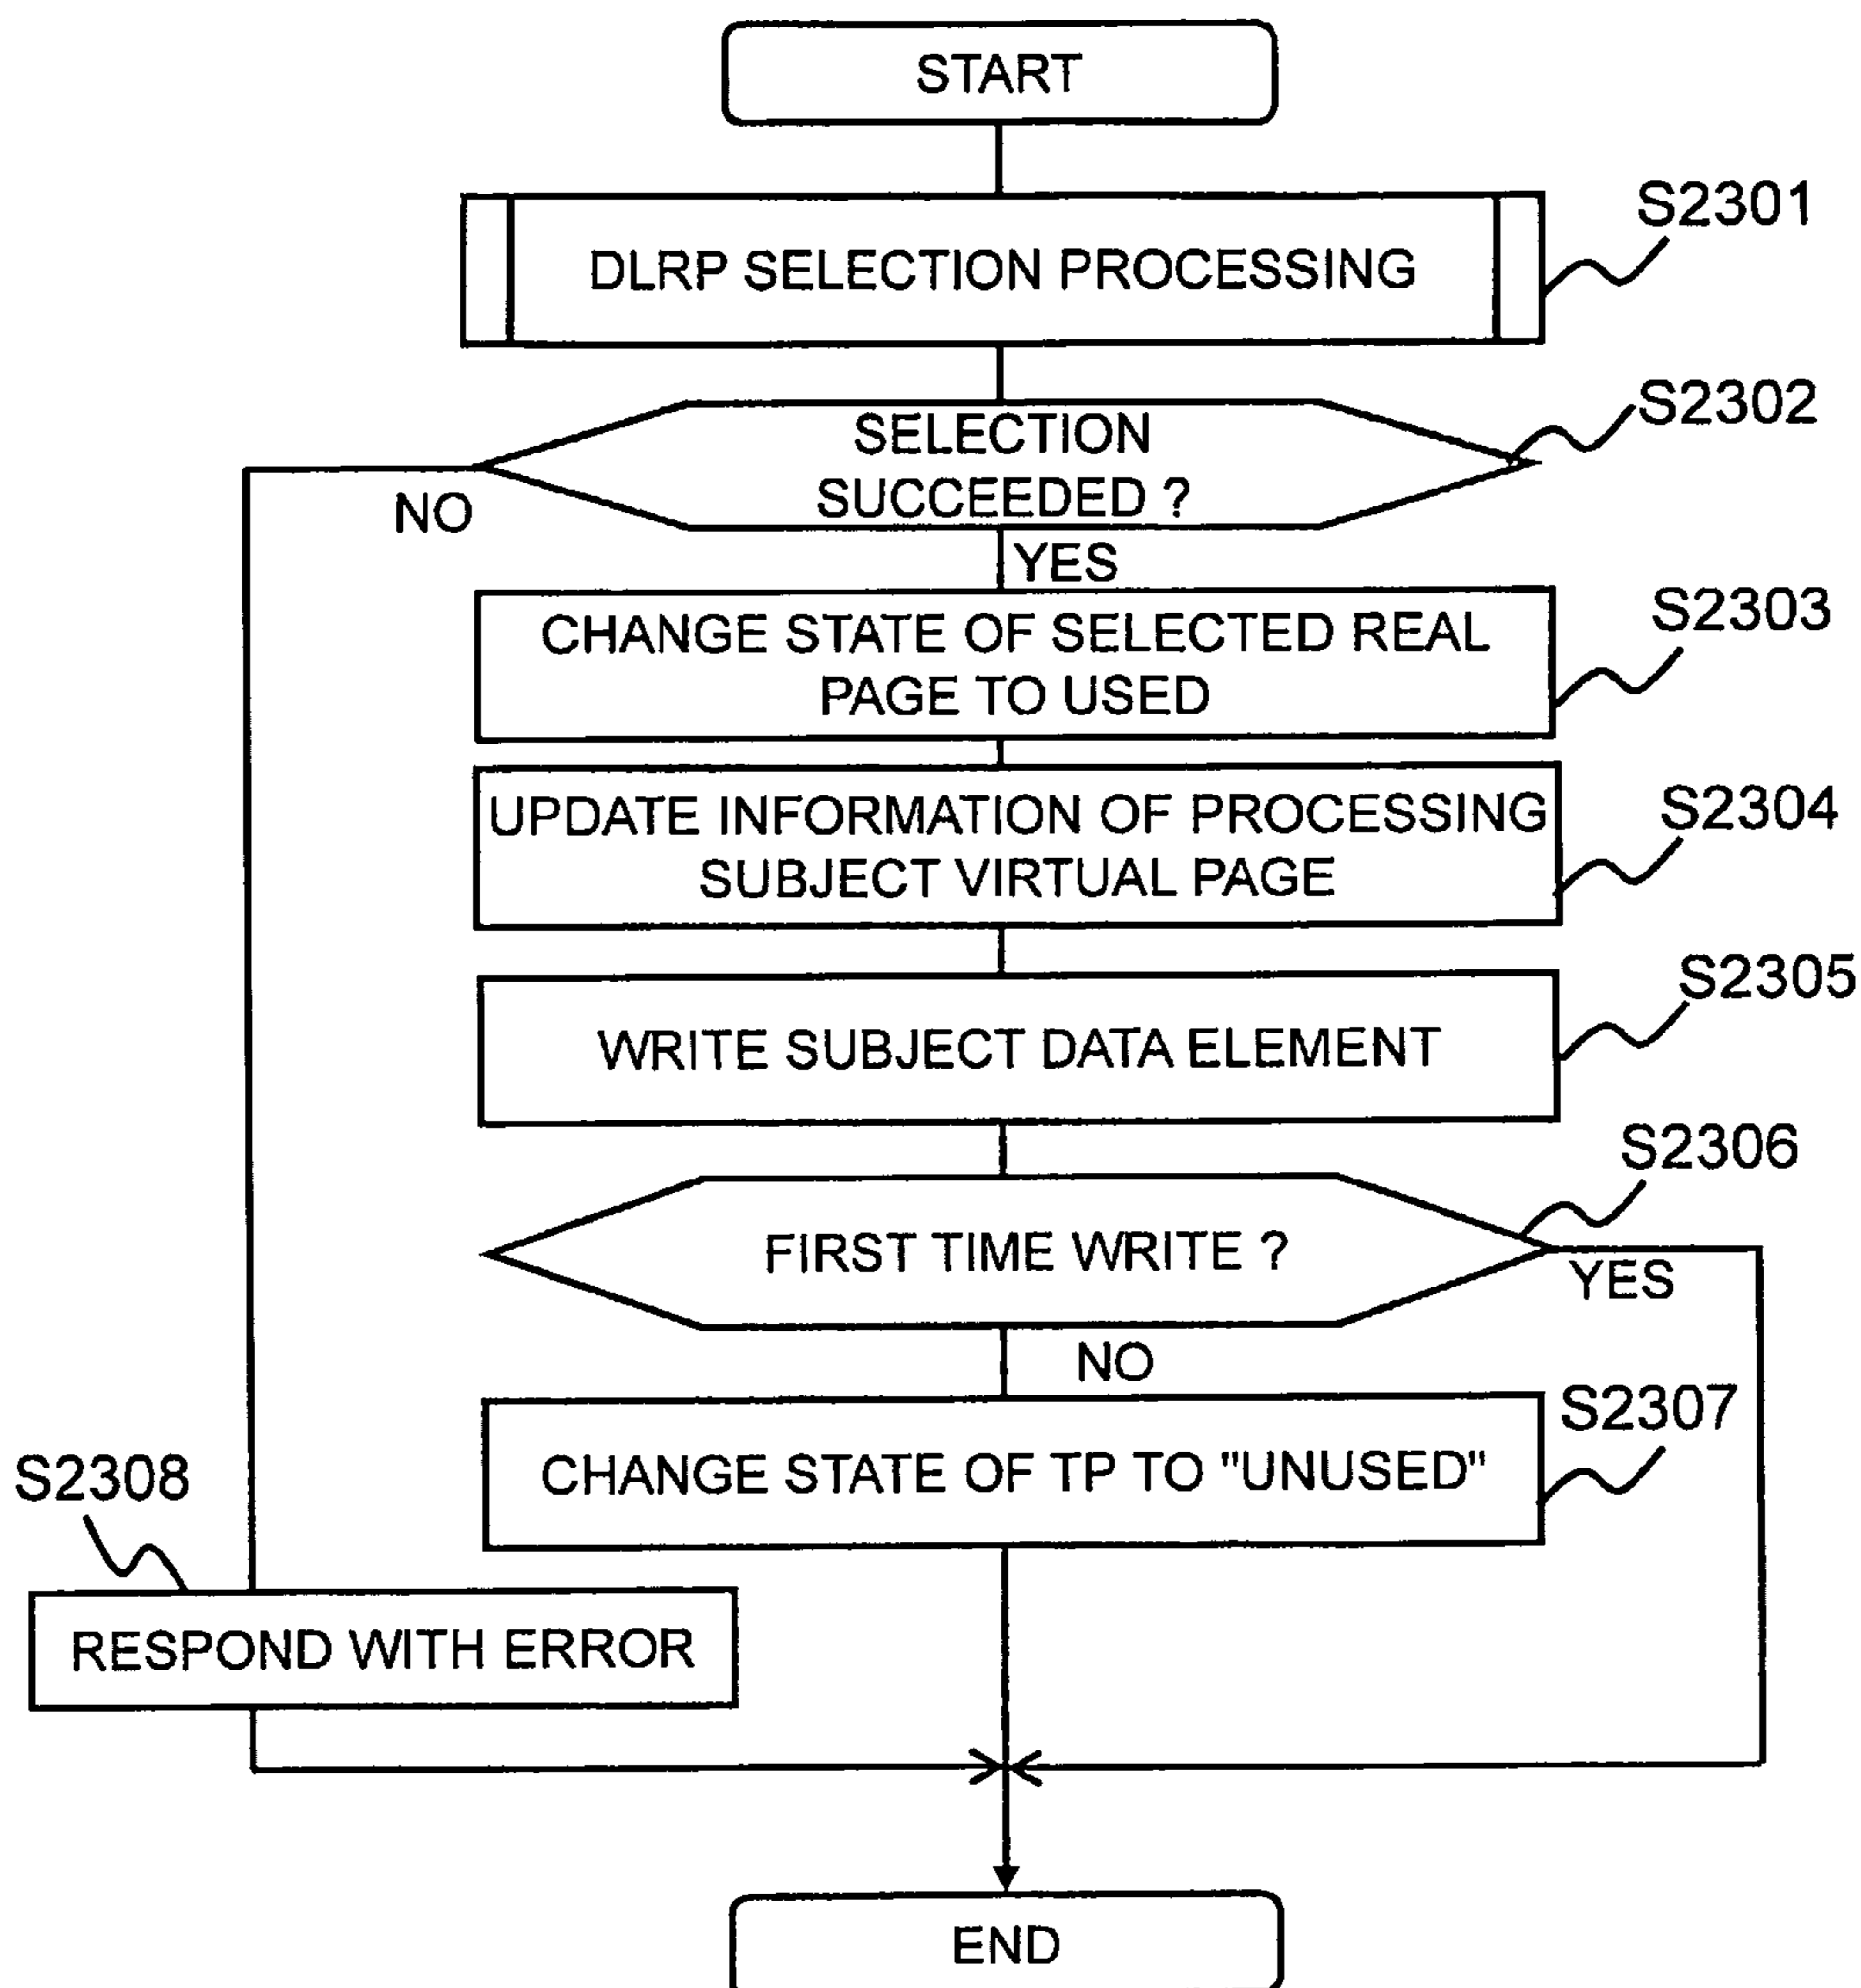 START
DLRP SELECTION PROCESSING
S2301
SELECTION
SUCCEEDED ?
S2302
NO
YES
CHANGE STATE OF SELECTED REAL
PAGE TO USED
S2303
UPDATE INFORMATION OF PROCESSING
SUBJECT VIRTUAL PAGE
S2304
WRITE SUBJECT DATA ELEMENT
S2305
FIRST TIME WRITE ?
S2306
YES
NO
CHANGE STATE OF TP TO "UNUSED"
S2307
S2308
RESPOND WITH ERROR
END